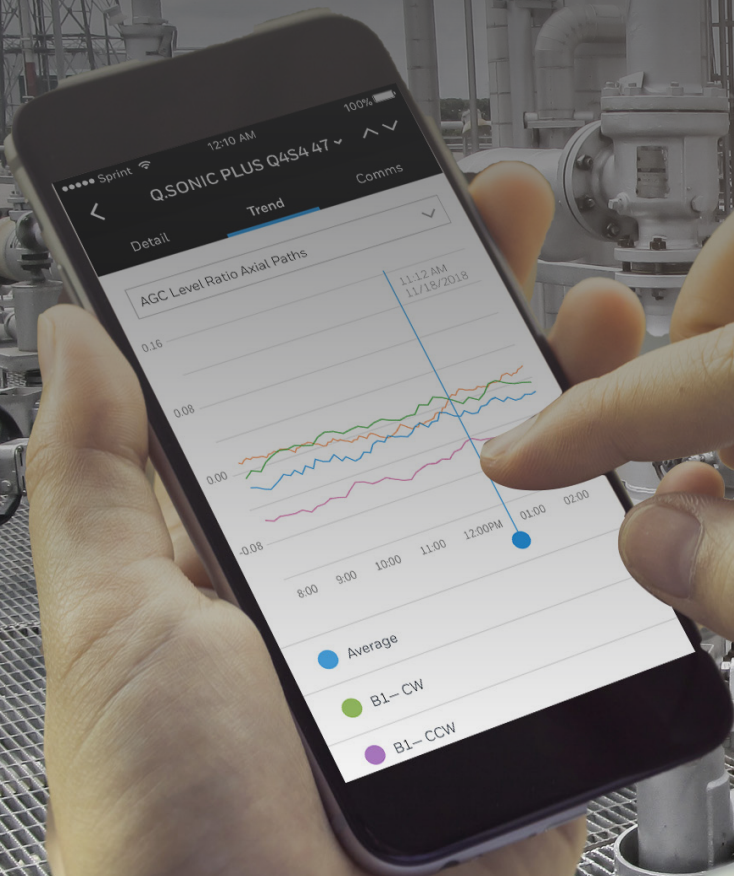 Sprint 12:10 AM 100%
Q.SONIC PLUS Q4S4 47
Detail Trend Comms
AGC Level Ratio Axial Paths
11:12 AM
11/18/2018
0.16
0.08
0.00
-0.08
8:00 9:00 10:00 11:00 12:00PM 01:00 02:00
Average
B1— CW
B1— CCW